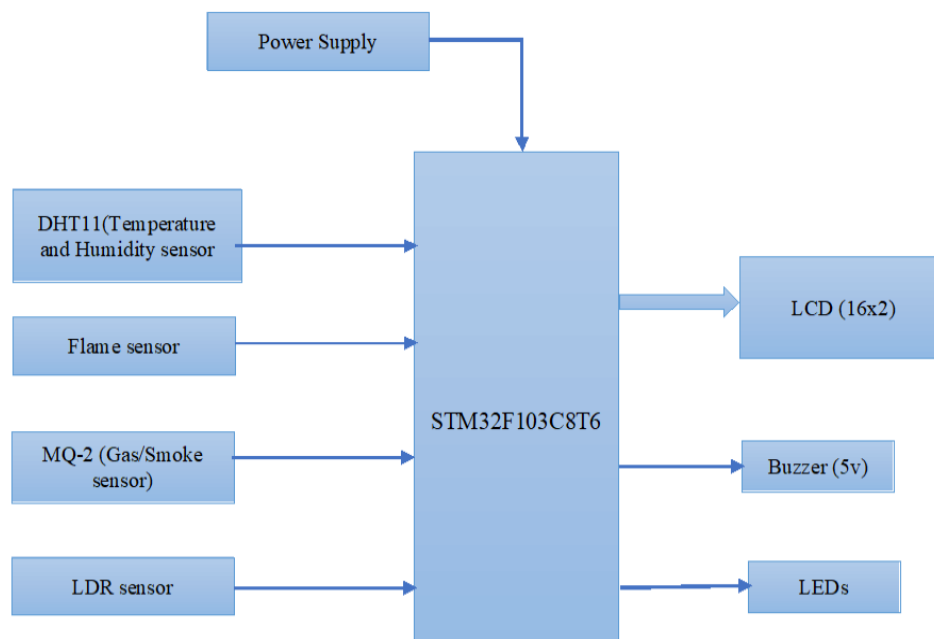 Power Supply
DHT11(Temperature
and Humidity sensor
Flame sensor
MQ-2 (Gas/Smoke
sensor)
LDR sensor
STM32F103C8T6
LCD (16x2)
Buzzer (5v)
LEDs